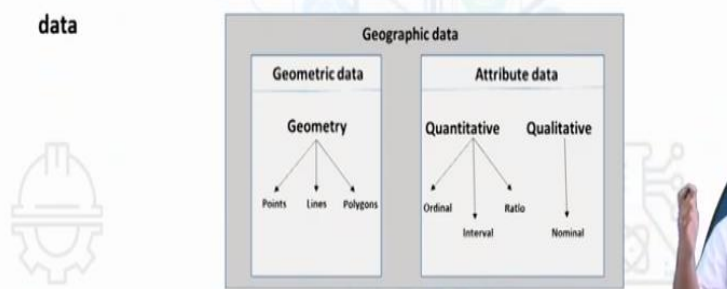 data
Geographic data
Geometric data
Geometry
Points Lines Polygons
Attribute data
Quantitative Qualitative
Ordinal Ratio
Interval Nominal